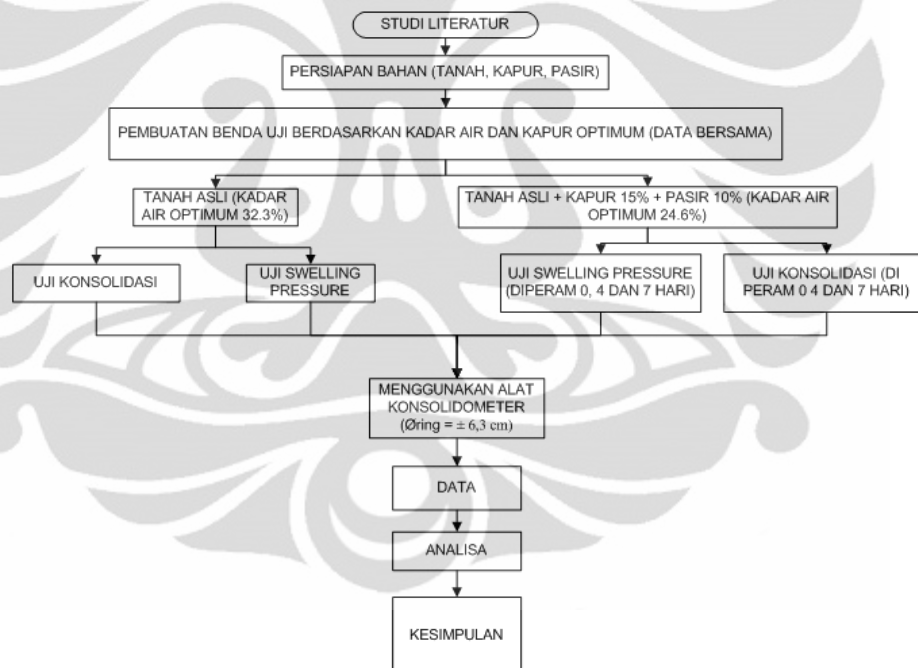 STUDI LITERATUR
PERSIAPAN BAHAN (TANAH, KAPUR, PASIR)
PEMBUATAN BENDA UJI BERDASARKAN KADAR AIR DAN KAPUR OPTIMUM (DATA BERSAMA)
TANAH ASLI (KADAR
AIR OPTIMUM 32.3%)
TANAH ASLI + KAPUR 15% + PASIR 10% (KADAR AIR
OPTIMUM 24.6%)
UJI KONSOLIDASI
UJI SWELLING
PRESSURE
UJI SWELLING PRESSURE
(DIPERAM 0, 4 DAN 7 HARI)
UJI KONSOLIDASI (DI
PERAM 0 4 DAN 7 HARI)
MENGGUNAKAN ALAT
KONSOLIDOMETER
(Øring = ± 6,3 cm)
DATA
ANALISA
KESIMPULAN